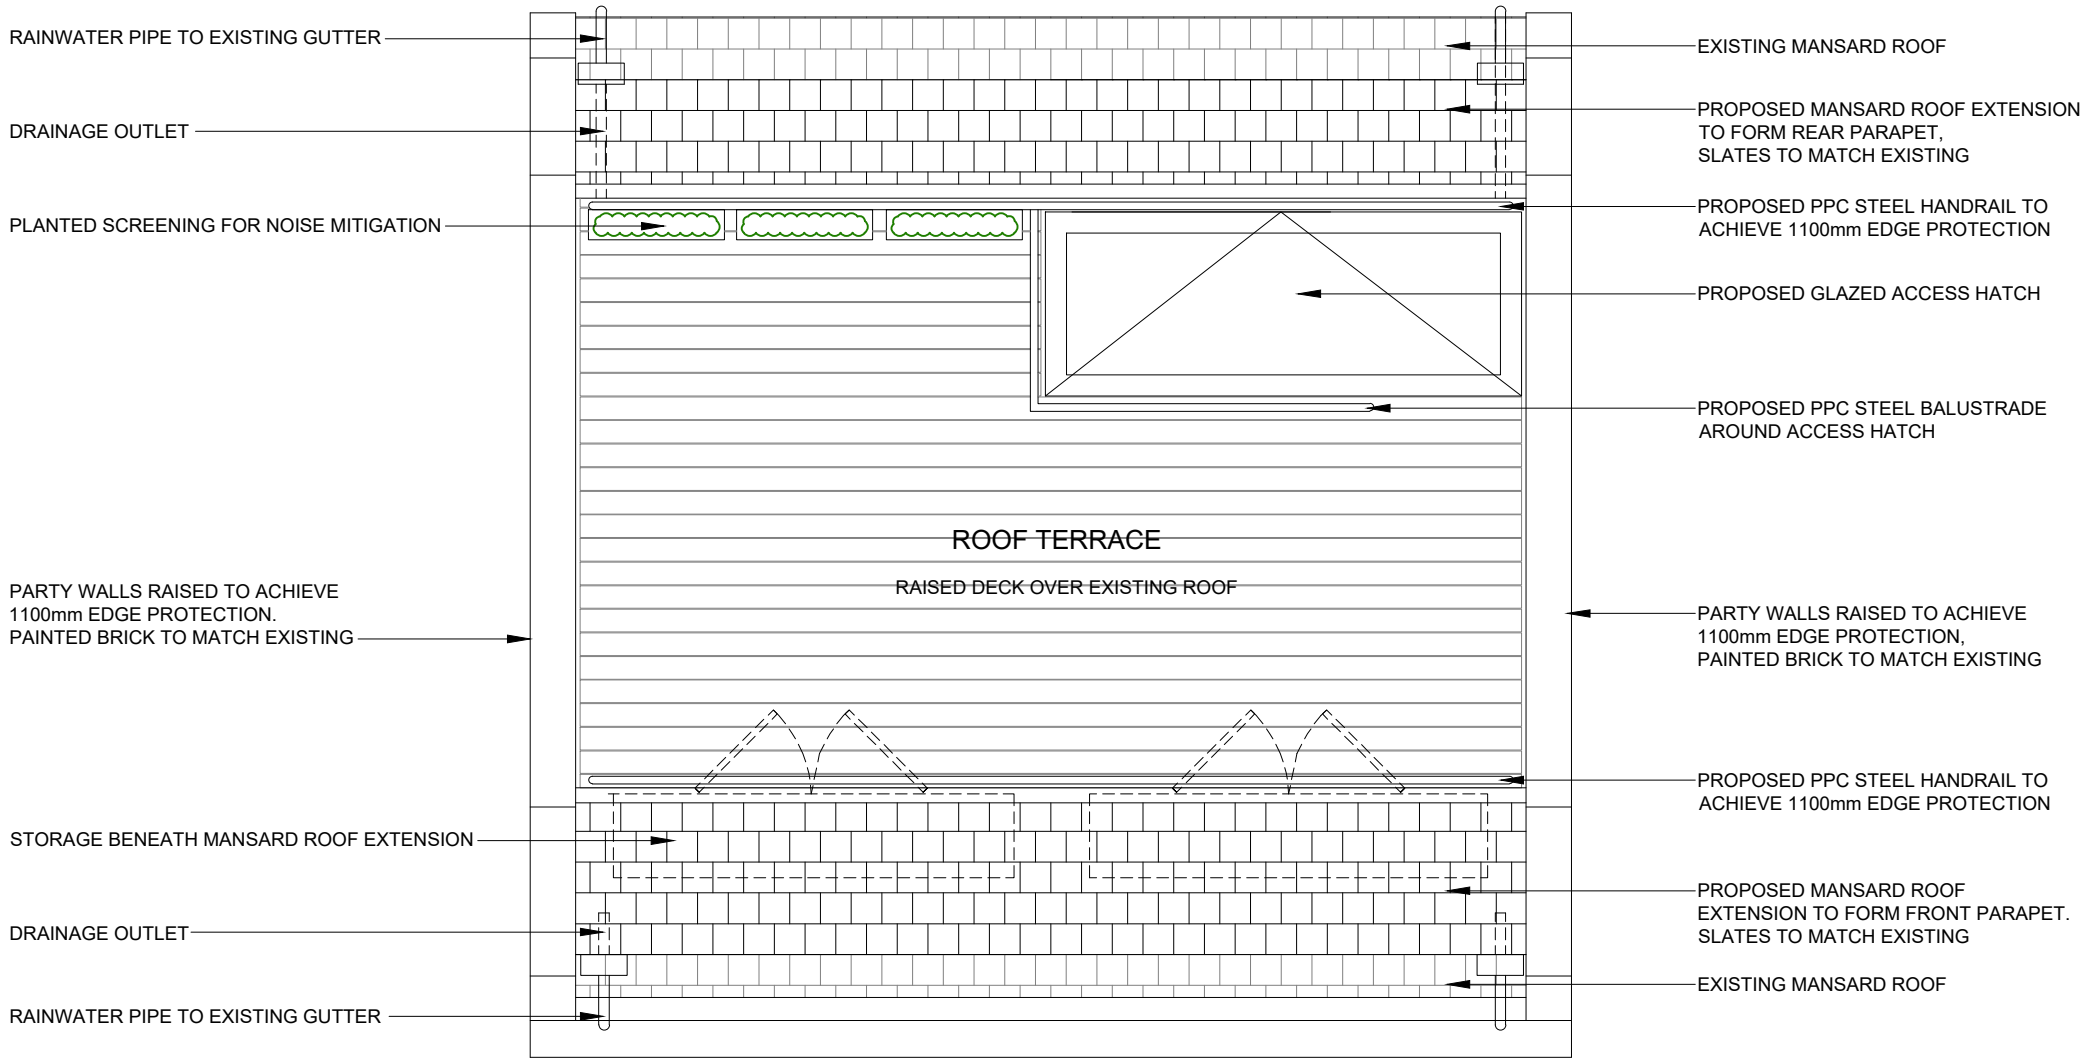 RAINWATER PIPE TO EXISTING GUTTER
DRAINAGE OUTLET
PLANTED SCREENING FOR NOISE MITIGATION
PARTY WALLS RAISED TO ACHIEVE
1100mm EDGE PROTECTION.
PAINTED BRICK TO MATCH EXISTING
STORAGE BENEATH MANSARD ROOF EXTENSION
DRAINAGE OUTLET
RAINWATER PIPE TO EXISTING GUTTER
ROOF TERRACE
RAISED DECK OVER EXISTING ROOF
EXISTING MANSARD ROOF
PROPOSED MANSARD ROOF EXTENSION
TO FORM REAR PARAPET,
SLATES TO MATCH EXISTING
PROPOSED PPC STEEL HANDRAIL TO
ACHIEVE 1100mm EDGE PROTECTION
PROPOSED GLAZED ACCESS HATCH
PROPOSED PPC STEEL BALUSTRADE
AROUND ACCESS HATCH
PARTY WALLS RAISED TO ACHIEVE
1100mm EDGE PROTECTION,
PAINTED BRICK TO MATCH EXISTING
PROPOSED PPC STEEL HANDRAIL TO
ACHIEVE 1100mm EDGE PROTECTION
PROPOSED MANSARD ROOF
EXTENSION TO FORM FRONT PARAPET.
SLATES TO MATCH EXISTING
EXISTING MANSARD ROOF